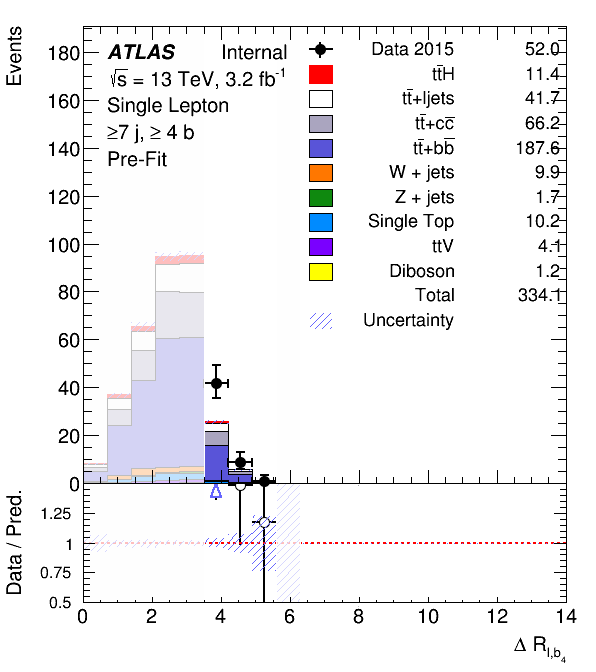 Events
ATLAS Internal
√s = 13 TeV, 3.2 fb⁻¹
Single Lepton
≥7 j, ≥ 4 b
Pre-Fit
Data 2015 52.0
tt̄H 11.4
tt̄+ljets 41.7
tt̄+cc̄ 66.2
tt̄+bb̄ 187.6
W + jets 9.9
Z + jets 1.7
Single Top 10.2
ttV 4.1
Diboson 1.2
Total 334.1
Uncertainty
180
160
140
120
100
80
60
40
20
0
Data / Pred.
1.25
1
0.75
0.5
0 2 4 6 8 10 12 14
Δ R_{l,b_4}